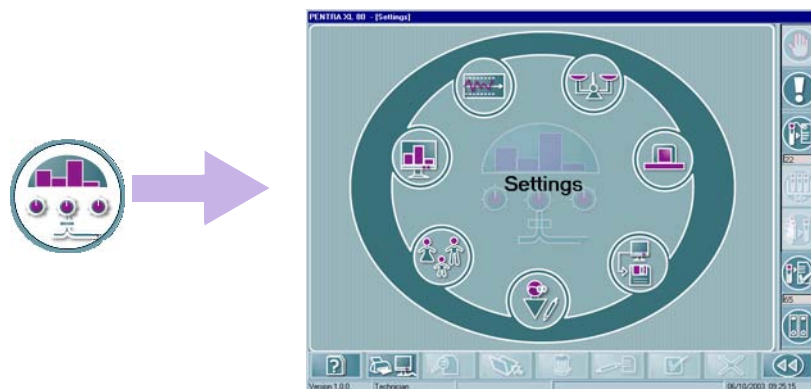 PENTRA XL 80 - [Settings]
Settings
22
65
Version 1.0.0 Technician 06/10/2003 09:25:15